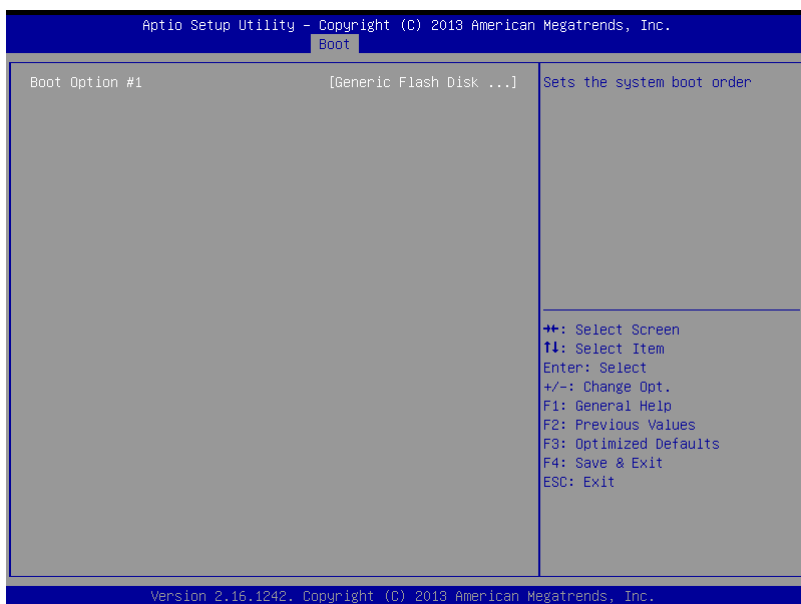 Aptio Setup Utility – Copyright (C) 2013 American Megatrends, Inc.
Boot
Boot Option #1 [Generic Flash Disk ...]
Sets the system boot order
→←: Select Screen
↑↓: Select Item
Enter: Select
+/-: Change Opt.
F1: General Help
F2: Previous Values
F3: Optimized Defaults
F4: Save & Exit
ESC: Exit
Version 2.16.1242. Copyright (C) 2013 American Megatrends, Inc.